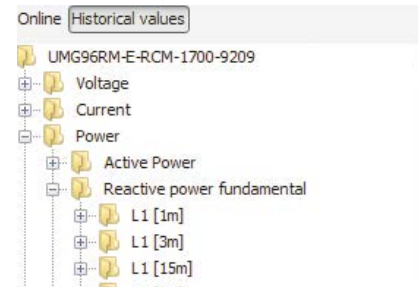 Online Historical values
UMG96RM-E-RCM-1700-9209
Voltage
Current
Power
Active Power
Reactive power fundamental
L1 [1m]
L1 [3m]
L1 [15m]